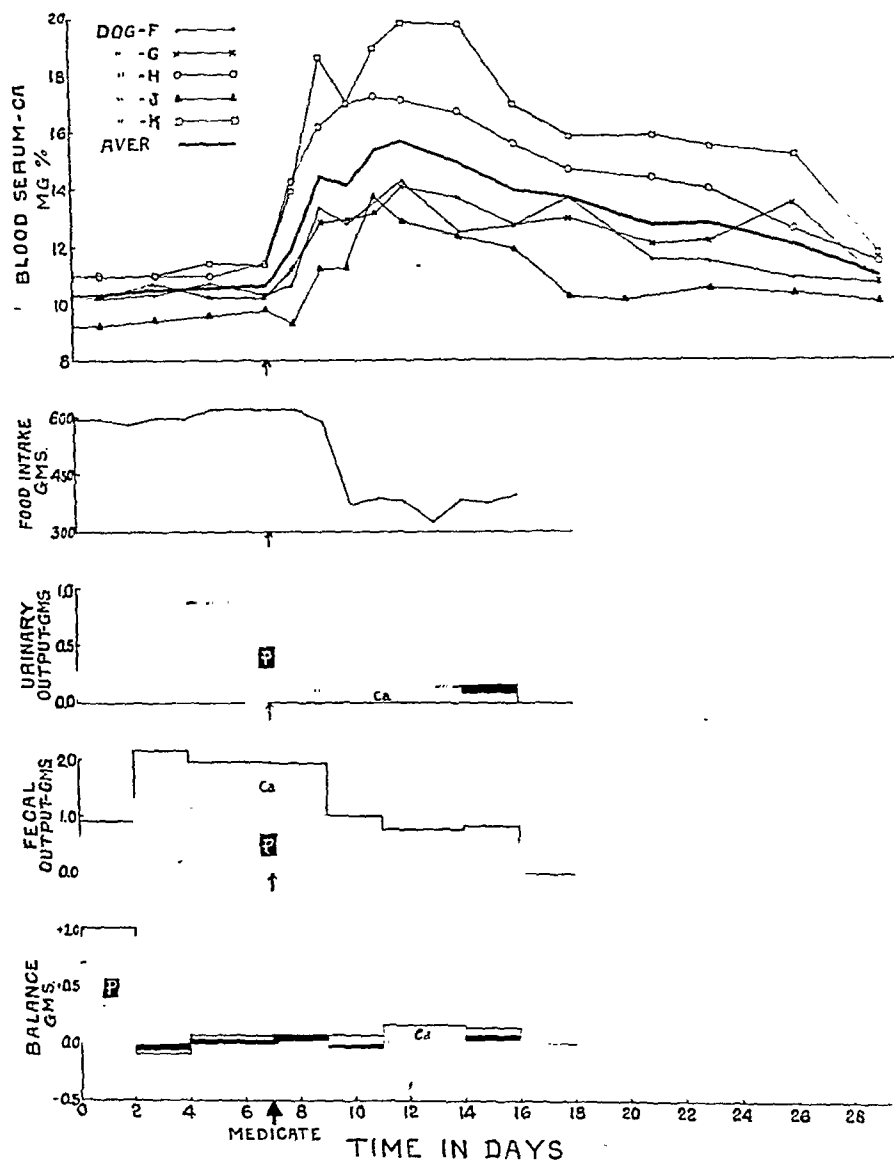 20
18
16
14
12
10
8
BLOOD SERUM-CA
MG %
DOG-F
" -G
" -H
" -J
" -K
AVER
600
450
300
FOOD INTAKE
GMS.
1.0
0.5
0.0
URINARY
OUTPUT-GMS
P
Ca
2.0
1.0
0.0
FECAL
OUTPUT-GMS
Ca
P
+1.0
+0.5
0.0
-0.5
BALANCE
GMS.
P
Ca
0 2 4 6 8 10 12 14 16 18 20 22 24 26 28
MEDICATE
TIME IN DAYS